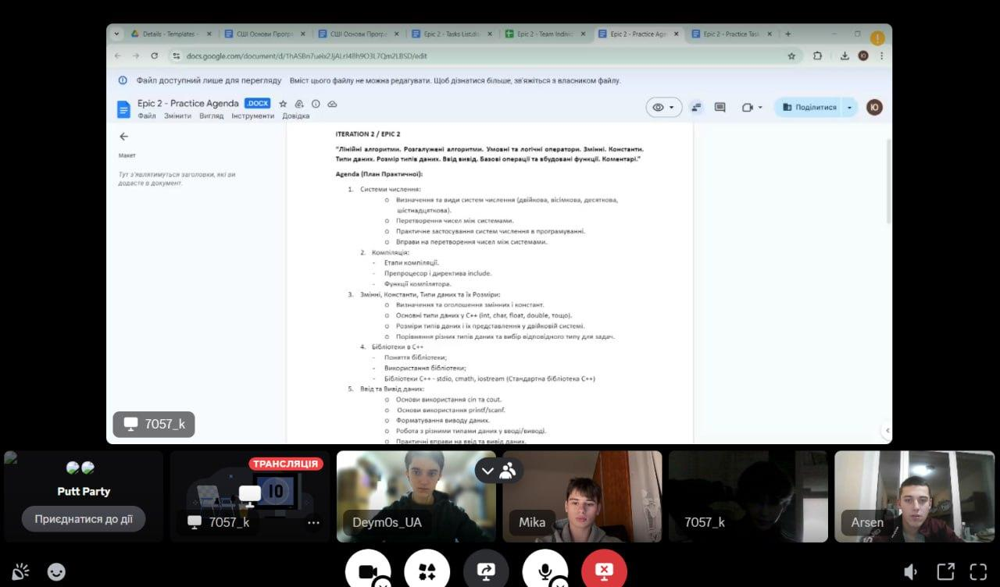 Details - Templates -
СШІ Основи Програ
СШІ Основи Програ
Epic 2 - Tasks List.do
Epic 2 - Team Indivic
Epic 2 - Practice Age
Epic 2 - Practice Task
docs.google.com/document/d/1hASBn7ueix2JjALrI4Bh9O3L7Qm2LBSD/edit
Файл доступний лише для перегляду Вміст цього файлу не можна редагувати. Щоб дізнатися більше, зв'яжіться з власником файлу.
Epic 2 - Practice Agenda .DOCX
Файл Змінити Вигляд Інструменти Довідка
Поділитися
Ю
Макет
Тут з'являтимуться заголовки, які ви
додасте в документ.
ITERATION 2 / EPIC 2
"Лінійні алгоритми. Розгалужені алгоритми. Умовні та логічні оператори. Змінні. Константи.
Типи даних. Розмір типів даних. Ввід вивід. Базові операції та вбудовані функції. Коментарі."
Agenda (План Практичної):
1. Системи числення:
o Визначення та види систем числення (двійкова, вісімкова, десяткова,
шістнадцяткова).
o Перетворення чисел між системами.
o Практичне застосування систем числення в програмуванні.
o Вправи на перетворення чисел між системами.
2. Компіляція:
- Етапи компіляції.
- Препроцесор і директива include.
- Функції компілятора.
3. Змінні, Константи, Типи даних та їх Розміри:
o Визначення та оголошення змінних і констант.
o Основні типи даних у C++ (int, char, float, double, тощо).
o Розміри типів даних і їх представлення у двійковій системі.
o Порівняння різних типів даних та вибір відповідного типу для задач.
4. Бібліотеки в C++
- Поняття бібліотеки;
- Використання бібліотеки;
- Бібліотеки C++ - stdio, cmath, iostream (Стандартна бібліотека C++)
5. Ввід та Вивід даних:
o Основи використання cin та cout.
o Основи використання printf/scanf.
o Форматування виводу даних.
o Робота з різними типами даних у вводі/виводі.
o Практичні вправи на ввід та вивід даних.
7057_k
Putt Party
Приєднатися до дії
ТРАНСЛЯЦІЯ
7057_k
Deym0s_UA
Mika
7057_k
Arsen